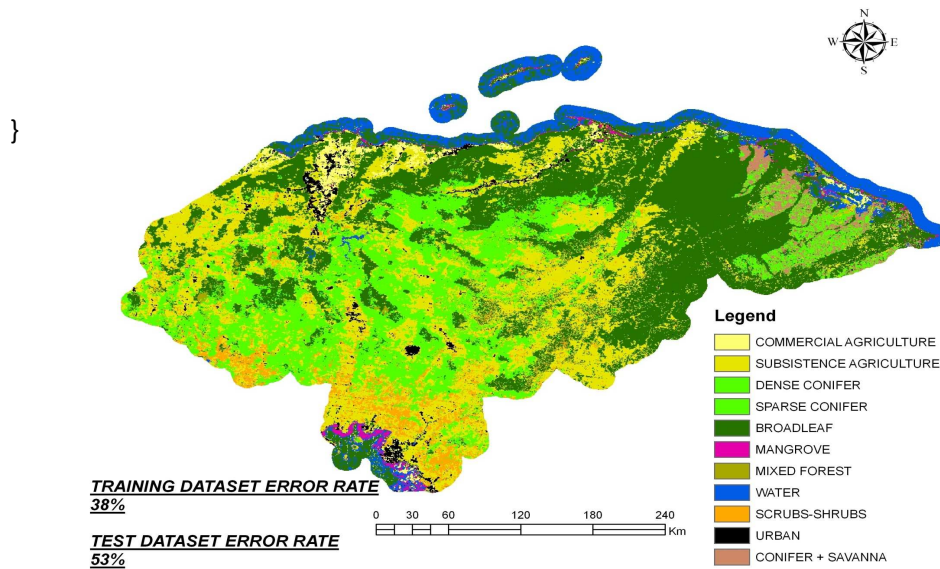 N
W E
S
}
Legend
COMMERCIAL AGRICULTURE
SUBSISTENCE AGRICULTURE
DENSE CONIFER
SPARSE CONIFER
BROADLEAF
MANGROVE
MIXED FOREST
WATER
SCRUBS-SHRUBS
URBAN
CONIFER + SAVANNA
TRAINING DATASET ERROR RATE
38%
TEST DATASET ERROR RATE
53%
0 30 60 120 180 240
Km